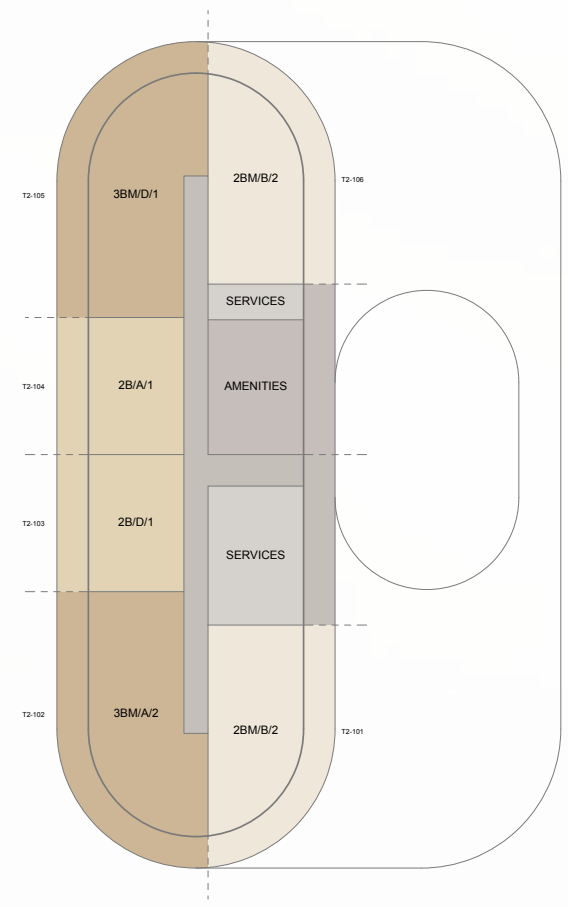 2BM/B/2
T2-106
3BM/D/1
T2-105
SERVICES
2B/A/1
AMENITIES
T2-104
2B/D/1
T2-103
SERVICES
3BM/A/2
T2-102
2BM/B/2
T2-101